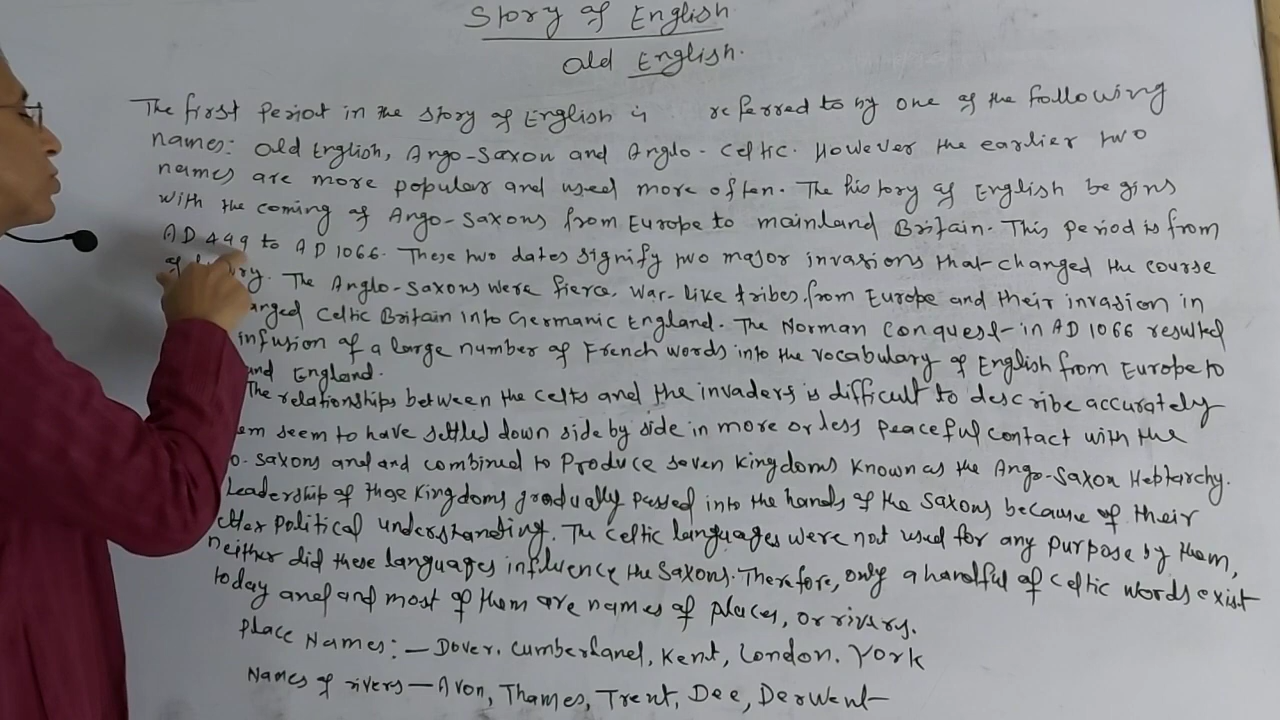 Story of English
Old English.
The first period in the story of English is referred to by one of the following
names: Old English, Ango-Saxon and Anglo-Celtic. However the earlier two
names are more popular and used more often. The history of English begins
with the coming of Ango-Saxons from Europe to mainland Britain. This period is from
AD 449 to AD 1066. These two dates signify two major invasions that changed the course
of. The Anglo-Saxons were fierce, war-like tribes, from Europe and their invasion in
anged Celtic Britain into Germanic England. The Norman Conquest in AD 1066 resulted
infusion of a large number of French words into the vocabulary of English from Europe to
and England.
The relationships between the celts and the invaders is difficult to describe accurately
em seem to have settled down side by side in more or less peaceful contact with the
o-saxons and and combined to produce seven kingdoms known as the Ango-Saxon Heptarchy.
Leadership of those kingdoms gradually passed into the hands of the Saxons because of their
etter political understanding. The celtic languages were not used for any purpose by them,
neither did these languages influence the Saxons. Therefore, only a handful of celtic words exist
today and and most of them are names of places, or rivers.
Place Names: — Dover, Cumberland, Kent, London. York
Names of rivers — Avon, Thames, Trent, Dee, Derwent